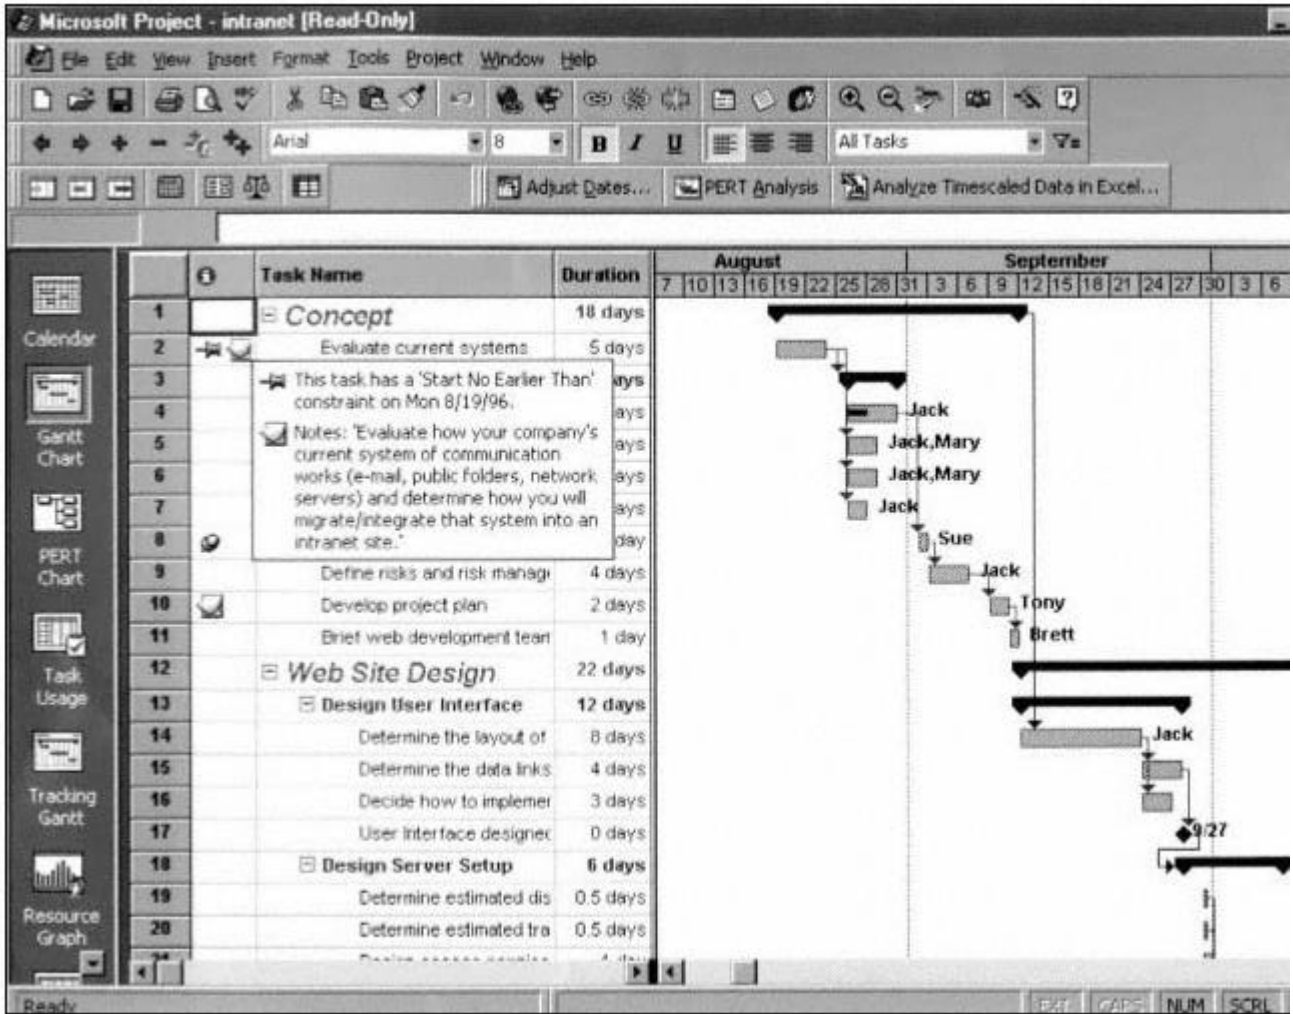 Microsoft Project - intranet [Read-Only]
File Edit View Insert Format Tools Project Window Help
Arial 8 B I U All Tasks
Adjust Dates... PERT Analysis Analyze Timescaled Data in Excel...
Task Name Duration August September
7 10 13 16 19 22 25 28 31 3 6 9 12 15 18 21 24 27 30 3 6
1 Concept 18 days
2 Evaluate current systems 5 days
3 ays
4 ays Jack
5 ays Jack,Mary
6 ays Jack,Mary
7 ays Jack
8 day Sue
This task has a 'Start No Earlier Than'
constraint on Mon 8/19/96.
Notes: 'Evaluate how your company's
current system of communication
works (e-mail, public folders, network
servers) and determine how you will
migrate/integrate that system into an
intranet site."
9 Define risks and risk manag 4 days Jack
10 Develop project plan 2 days Tony
11 Brief web development tean 1 day Brett
12 Web Site Design 22 days
13 Design User Interface 12 days
14 Determine the layout of 8 days Jack
15 Determine the data links 4 days
16 Decide how to implemer 3 days
17 User Interface designec 0 days 9/27
18 Design Server Setup 6 days
19 Determine estimated dis 0.5 days
20 Determine estimated tra 0.5 days
Calendar
Gantt
Chart
PERT
Chart
Task
Usage
Tracking
Gantt
Resource
Graph
Ready EXT CAPS NUM SCRL